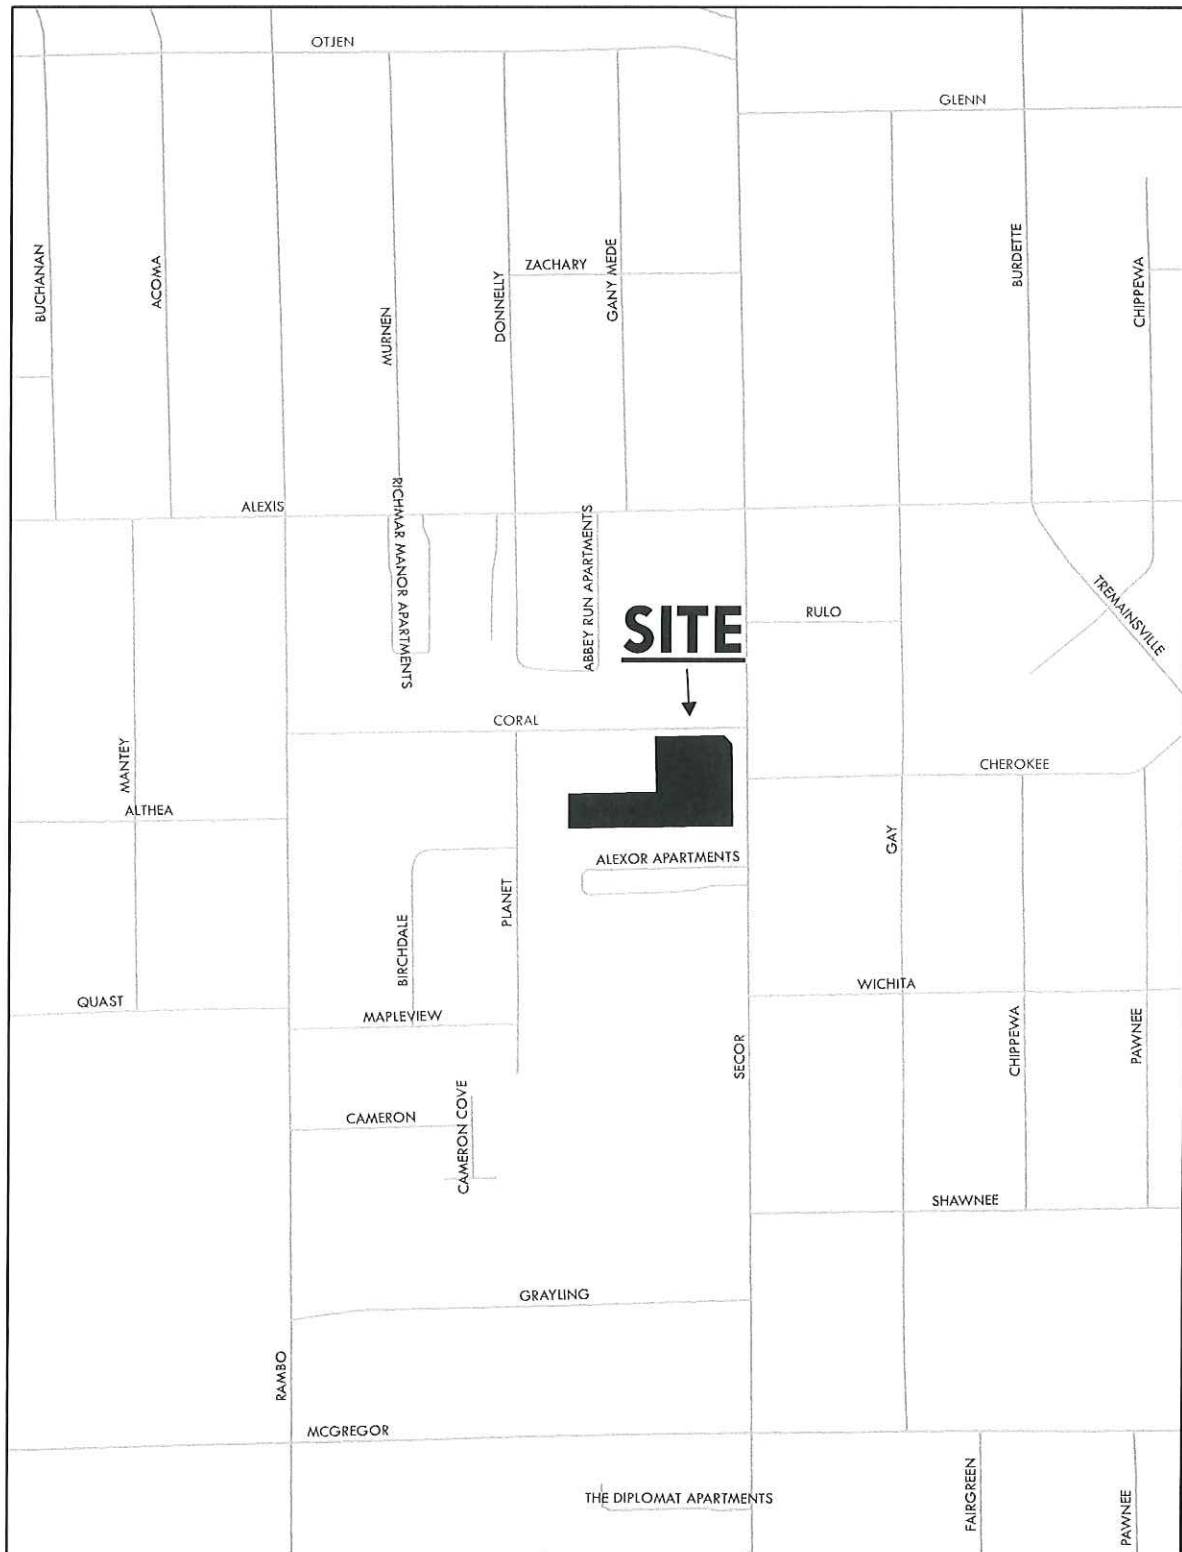 OTJEN
GLENN
BUCHANAN
ACOMA
MURNEN
DONNELLY
ZACHARY
GANY MEDE
BURDETTE
CHIPPEWA
ALEXIS
RICHMAR MANOR APARTMENTS
ABBEY RUN APARTMENTS
SITE
RULO
TREMAINSVILLE
CORAL
MANTEY
ALTHEA
CHEROKEE
GAY
ALEXOR APARTMENTS
PLANET
BIRCHDALE
QUAST
MAPLEVIEW
WICHITA
SECOR
CHIPPEWA
PAWNEE
CAMERON
CAMERON COVE
SHAWNEE
GRAYLING
RAMBO
MCGREGOR
THE DIPLOMAT APARTMENTS
FAIRGREEN
PAWNEE